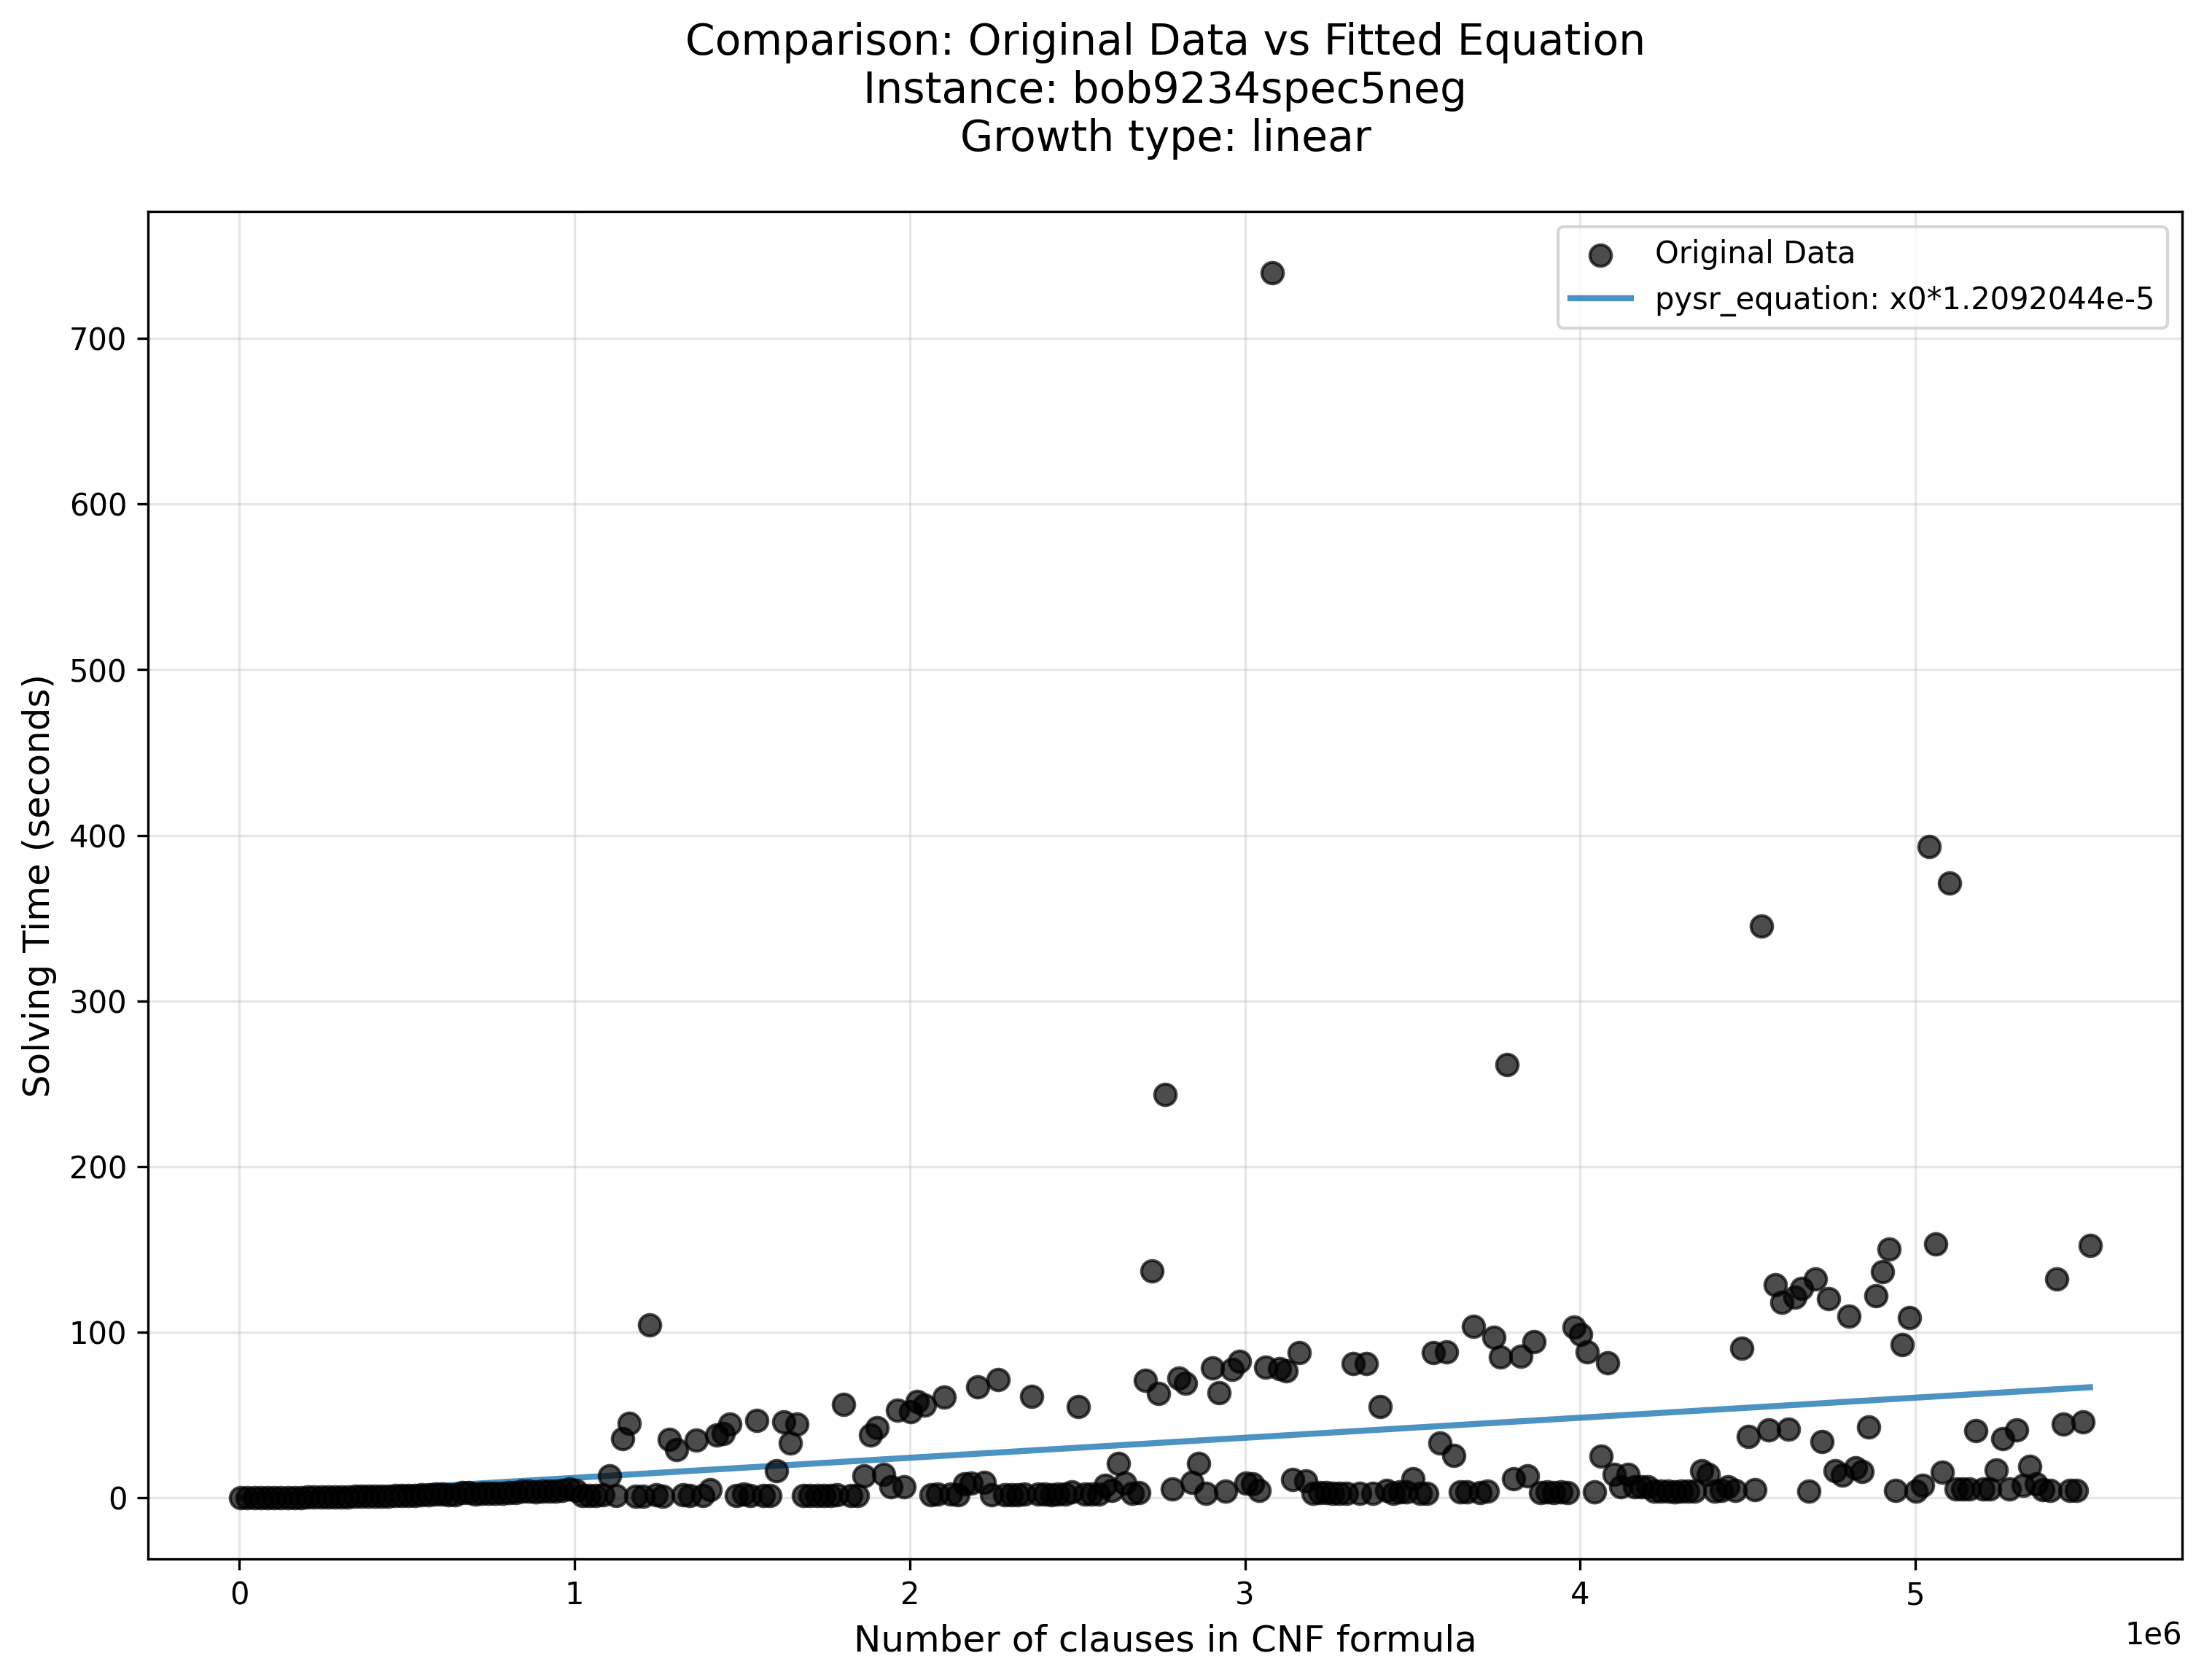 Comparison: Original Data vs Fitted Equation
Instance: bob9234spec5neg
Growth type: linear
Original Data
pysr_equation: x0*1.2092044e-5
700
600
500
400
300
200
100
0
Solving Time (seconds)
0 1 2 3 4 5
1e6
Number of clauses in CNF formula